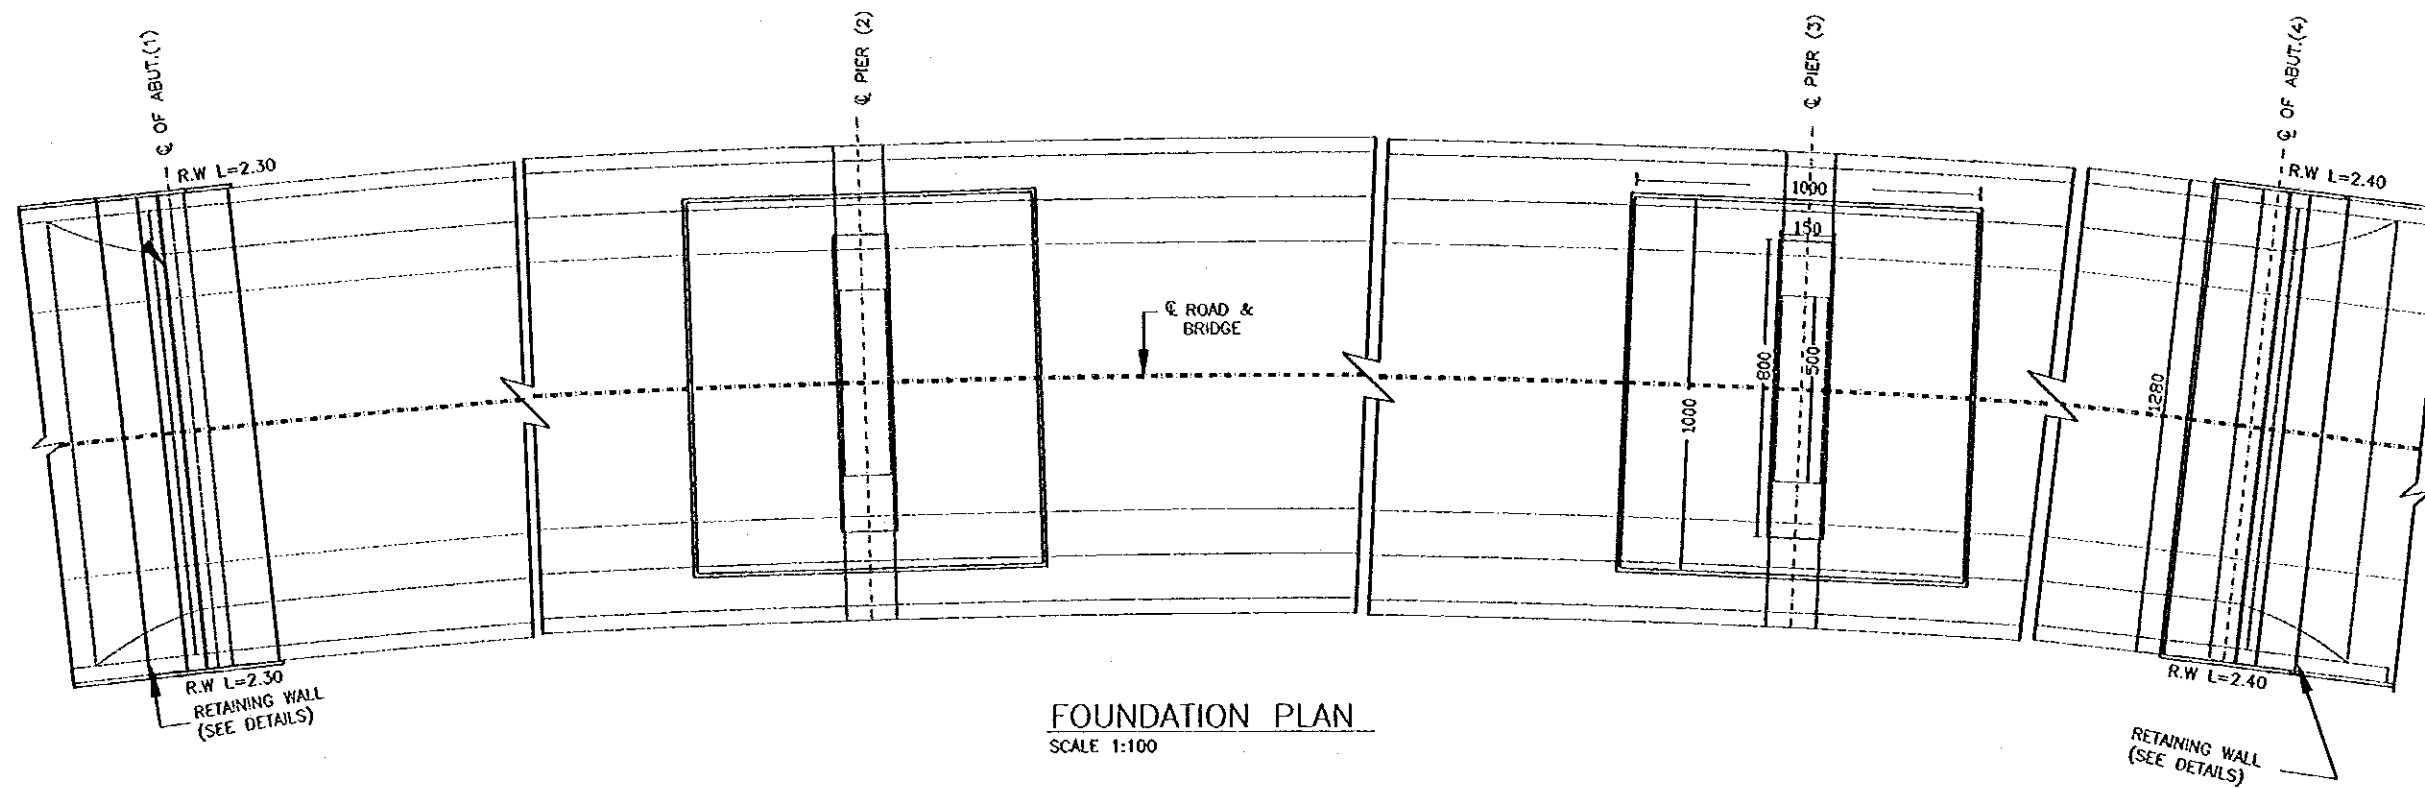 ℄ OF ABUT.(1)
℄ PIER (2)
℄ PIER (3)
℄ OF ABUT.(4)
R.W L=2.30
R.W L=2.40
1000
150
℄ ROAD &
BRIDGE
800
500
1000
1280
R.W L=2.30
RETAINING WALL
(SEE DETAILS)
R.W L=2.40
RETAINING WALL
(SEE DETAILS)
FOUNDATION PLAN
SCALE 1:100